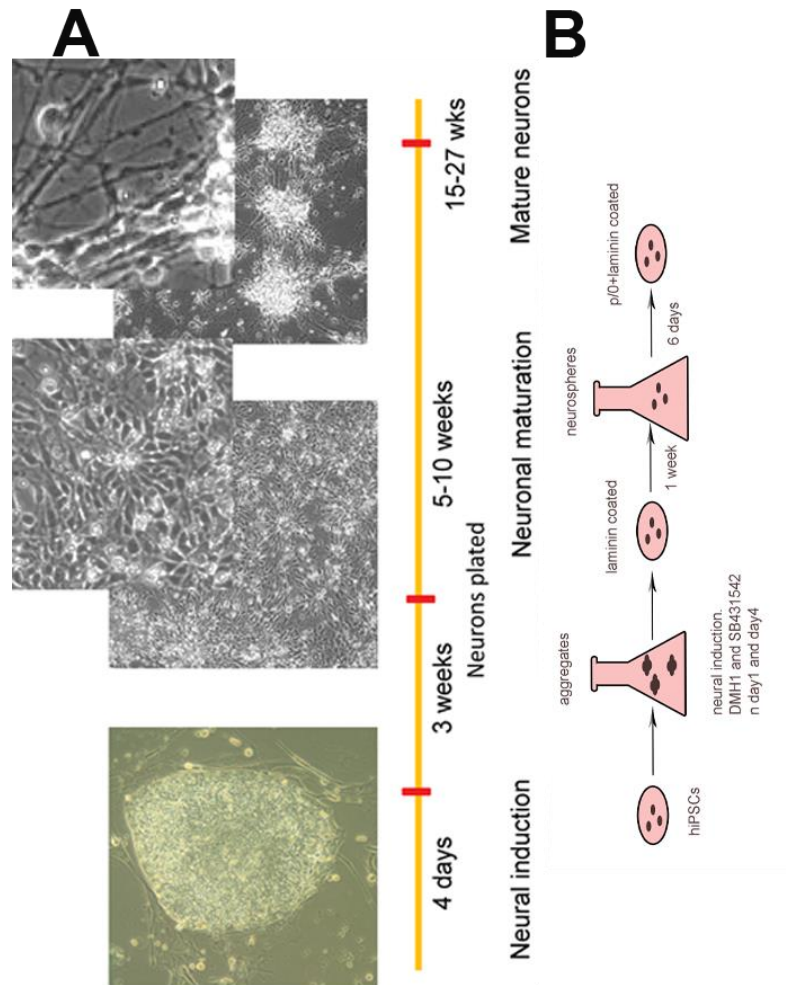 A
B
4 days
3 weeks
5-10 weeks
15-27 wks
Neurons plated
Neural induction
Neuronal maturation
Mature neurons
hiPSCs
aggregates
neural induction.
DMH1 and SB431542
n day1 and day4
laminin coated
1 week
neurospheres
6 days
p/0+laminin coated